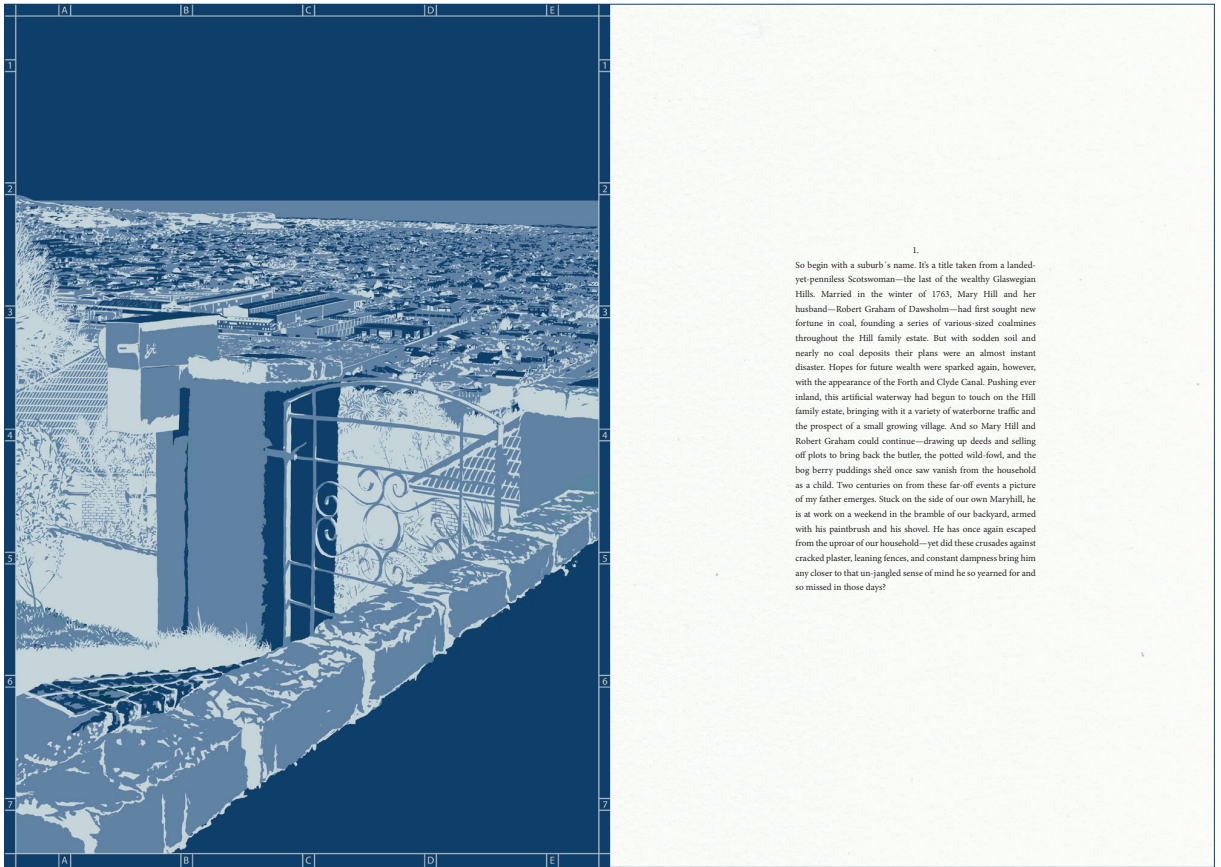 A B C D E
1 1
2 2
3 3
4 4
5 5
6 6
7 7
A B C D E
1.
So begin with a suburb´s name. It's a title taken from a landed-
yet-penniless Scotswoman—the last of the wealthy Glaswegian
Hills. Married in the winter of 1763, Mary Hill and her
husband—Robert Graham of Dawsholm—had first sought new
fortune in coal, founding a series of various-sized coalmines
throughout the Hill family estate. But with sodden soil and
nearly no coal deposits their plans were an almost instant
disaster. Hopes for future wealth were sparked again, however,
with the appearance of the Forth and Clyde Canal. Pushing ever
inland, this artificial waterway had begun to touch on the Hill
family estate, bringing with it a variety of waterborne traffic and
the prospect of a small growing village. And so Mary Hill and
Robert Graham could continue—drawing up deeds and selling
off plots to bring back the butler, the potted wild-fowl, and the
bog berry puddings she'd once saw vanish from the household
as a child. Two centuries on from these far-off events a picture
of my father emerges. Stuck on the side of our own Maryhill, he
is at work on a weekend in the bramble of our backyard, armed
with his paintbrush and his shovel. He has once again escaped
from the uproar of our household—yet did these crusades against
cracked plaster, leaning fences, and constant dampness bring him
any closer to that un-jangled sense of mind he so yearned for and
so missed in those days?